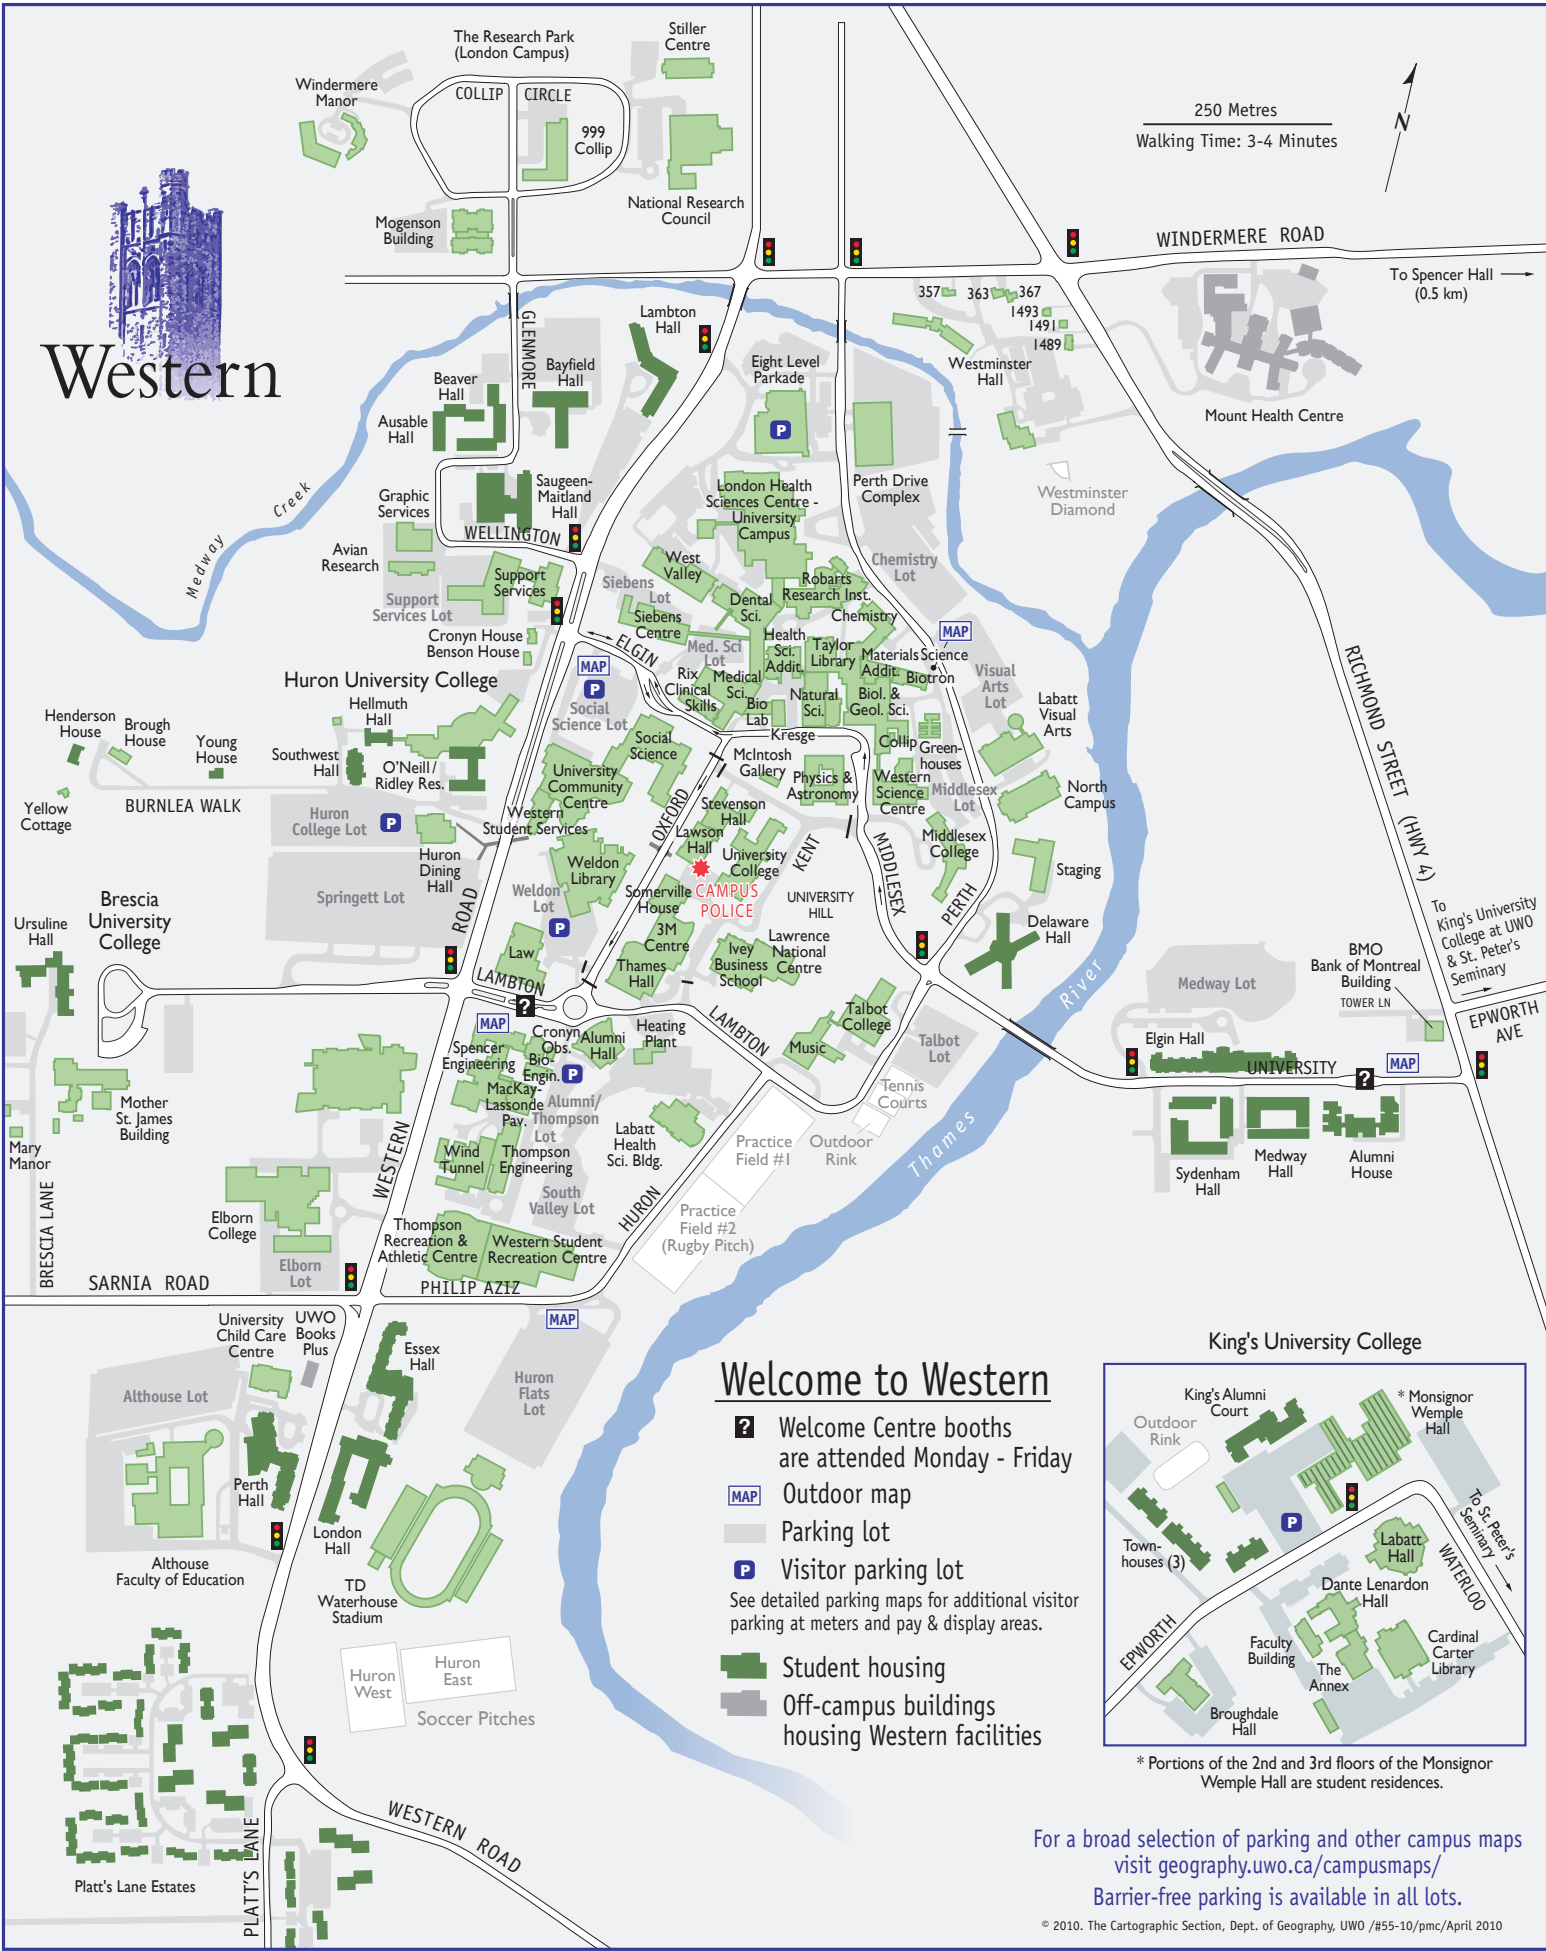 The Research Park
(London Campus)
Stiller
Centre
Windermere
Manor
COLLIP
CIRCLE
999
Collip
National Research
Council
Mogenson
Building
250 Metres
Walking Time: 3-4 Minutes
N
WINDERMERE ROAD
To Spencer Hall
(0.5 km)
Western
357
363
367
1493
1491
1489
Westminster
Hall
Mount Health Centre
Westminster
Diamond
Lambton
Hall
GLENMORE
Bayfield
Hall
Beaver
Hall
Ausable
Hall
Eight Level
Parkade
P
Perth Drive
Complex
Saugeen-
Maitland
Hall
Graphic
Services
WELLINGTON
Medway
Creek
Avian
Research
Support
Services
Support
Services Lot
Cronyn House
Benson House
London Health
Sciences Centre -
University
Campus
West
Valley
Siebens
Lot
Siebens
Centre
Dental
Sci.
Robarts
Research Inst.
Chemistry
Chemistry
Lot
MAP
ELGIN
Med. Sci
Lot
Health
Sci.
Addit.
Taylor
Library
Materials Science
Addit.
Biotron
Visual
Arts
Lot
Labatt
Visual
Arts
MAP
P
Social
Science Lot
Rix
Clinical
Skills
Medical
Sci.
Bio
Lab
Natural
Sci.
Biol. &
Geol. Sci.
Kresge
Collip
Green-
houses
Huron University College
Hellmuth
Hall
Southwest
Hall
O'Neill/
Ridley Res.
Henderson
House
Brough
House
Young
House
Yellow
Cottage
BURNLEA WALK
Huron
College Lot
P
Huron
Dining
Hall
Springett Lot
Social
Science
University
Community
Centre
Western
Student Services
McIntosh
Gallery
Physics &
Astronomy
Western
Science
Centre
Middlesex
Lot
North
Campus
Stevenson
Hall
Lawson
Hall
OXFORD
University
College
KENT
MIDDLESEX
Middlesex
College
Staging
PERTH
Weldon
Library
Weldon
Lot
P
CAMPUS
POLICE
Somerville
House
3M
Centre
UNIVERSITY
HILL
Lawrence
National
Centre
Ivey
Business
School
Thames
Hall
Law
ROAD
LAMBTON
?
Delaware
Hall
RICHMOND STREET (HWY 4)
To
King's University
College at UWO
& St. Peter's
Seminary
BMO
Bank of Montreal
Building
TOWER LN
EPWORTH
AVE
Medway Lot
River
Thames
Brescia
University
College
Ursuline
Hall
Mother
St. James
Building
Mary
Manor
BRESCIA LANE
MAP
Spencer
Engineering
Cronyn
Obs.
Bio-
Engin.
Alumni
Hall
P
Heating
Plant
LAMBTON
Talbot
College
Music
Talbot
Lot
Tennis
Courts
MacKay-
Lassonde
Pav.
Alumni/
Thompson
Lot
Wind
Tunnel
Thompson
Engineering
Labatt
Health
Sci. Bldg.
Practice
Field #1
Outdoor
Rink
Practice
Field #2
(Rugby Pitch)
South
Valley Lot
HURON
Elgin Hall
UNIVERSITY
?
MAP
Sydenham
Hall
Medway
Hall
Alumni
House
WESTERN
Elborn
College
Elborn
Lot
Thompson
Recreation &
Athletic Centre
Western Student
Recreation Centre
SARNIA ROAD
PHILIP AZIZ
MAP
University
Child Care
Centre
UWO
Books
Plus
Essex
Hall
Althouse Lot
Huron
Flats
Lot
Perth
Hall
London
Hall
Althouse
Faculty of Education
TD
Waterhouse
Stadium
Huron
West
Huron
East
Soccer Pitches
Platt's Lane Estates
PLATT'S LANE
WESTERN ROAD
Welcome to Western
? Welcome Centre booths
are attended Monday - Friday
MAP Outdoor map
Parking lot
P Visitor parking lot
See detailed parking maps for additional visitor
parking at meters and pay & display areas.
Student housing
Off-campus buildings
housing Western facilities
King's University College
King's Alumni
Court
* Monsignor
Wemple
Hall
Outdoor
Rink
P
Town-
houses (3)
To St. Peter's
Seminary
Labatt
Hall
WATERLOO
Dante Lenardon
Hall
EPWORTH
Faculty
Building
The
Annex
Cardinal
Carter
Library
Broughdale
Hall
* Portions of the 2nd and 3rd floors of the Monsignor
Wemple Hall are student residences.
For a broad selection of parking and other campus maps
visit geography.uwo.ca/campusmaps/
Barrier-free parking is available in all lots.
© 2010. The Cartographic Section, Dept. of Geography, UWO /#55-10/pmc/April 2010